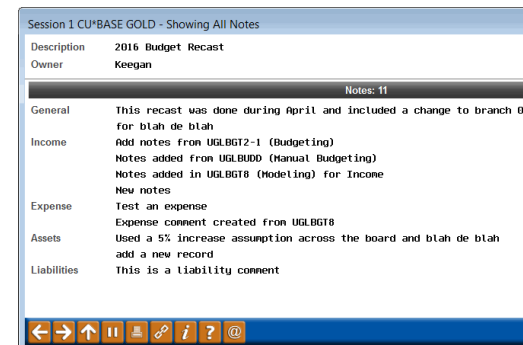 Session 1 CU*BASE GOLD - Showing All Notes
Description 2016 Budget Recast
Owner Keegan
Notes: 11
General This recast was done during April and included a change to branch 0
for blah de blah
Income Add notes from UGLBGT2-1 (Budgeting)
Notes added from UGLBUDD (Manual Budgeting)
Notes added in UGLBGT8 (Modeling) for Income
New notes
Expense Test an expense
Expense comment created from UGLBGT8
Assets Used a 5% increase assumption across the board and blah de blah
add a new record
Liabilities This is a liability comment
i ? @